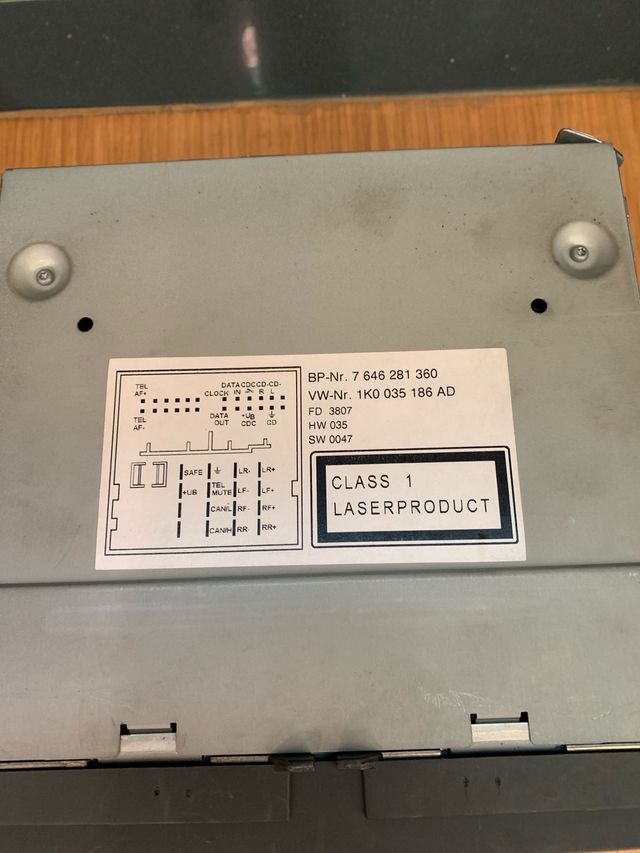 TEL
AF+
DATA CDC CD- CD-
CLOCK IN R L
TEL
AF-
DATA +UB
OUT CDC CD
SAFE LR- LR+
+UB TEL MUTE LF- LF+
CAN/L RF- RF+
CAN/H RR- RR+
BP-Nr. 7 646 281 360
VW-Nr. 1K0 035 186 AD
FD 3807
HW 035
SW 0047
CLASS 1
LASERPRODUCT